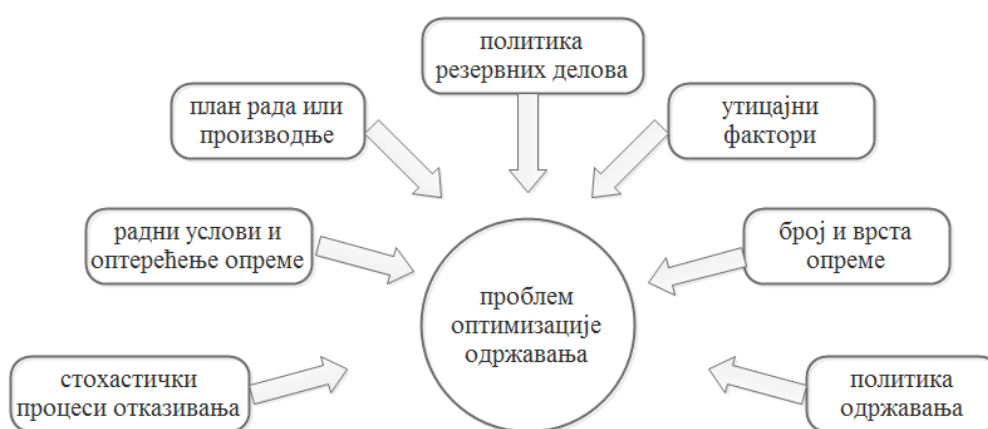 политика
резервних делова
план рада или
производње
утицајни
фактори
радни услови и
оптерећење опреме
број и врста
опреме
проблем
оптимизације
одржавања
стохастички
процеси отказивања
политика
одржавања